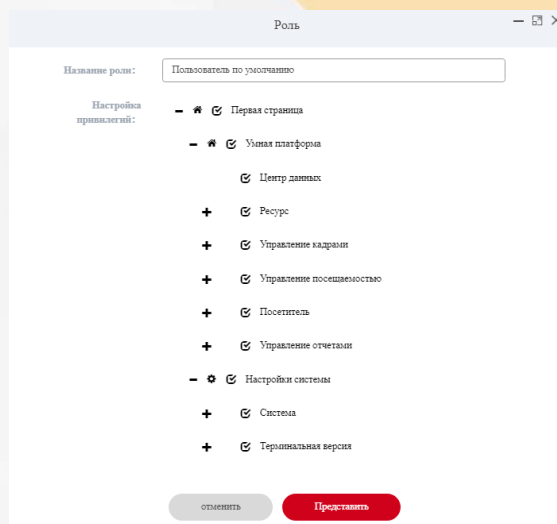 Роль
Название роли:
Пользователь по умолчанию
Настройка
привилегий:
Первая страница
Умная платформа
Центр данных
Ресурс
Управление кадрами
Управление посещаемостью
Посетитель
Управление отчетами
Настройки системы
Система
Терминальная версия
отменить
Представить